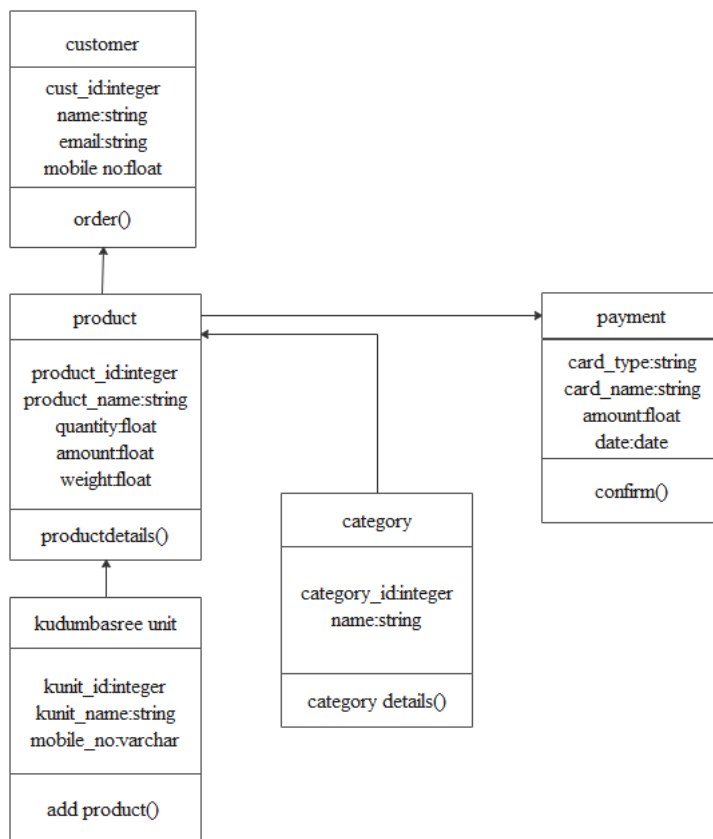 customer
cust_id:integer
name:string
email:string
mobile no:float
order()
product
product_id:integer
product_name:string
quantity:float
amount:float
weight:float
productdetails()
payment
card_type:string
card_name:string
amount:float
date:date
confirm()
category
category_id:integer
name:string
category details()
kudumbasree unit
kunit_id:integer
kunit_name:string
mobile_no:varchar
add product()